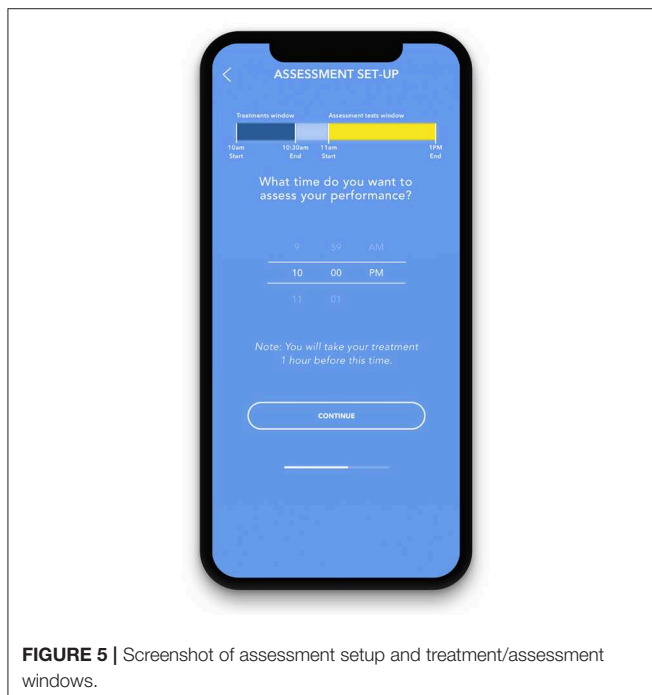 ASSESSMENT SET-UP
Treatments window Assessment tests window
10am 10:30am 11am 1PM
Start End Start End
What time do you want to
assess your performance?
9 59 AM
10 00 PM
11 01
Note: You will take your treatment
1 hour before this time.
CONTINUE
FIGURE 5 | Screenshot of assessment setup and treatment/assessment
windows.